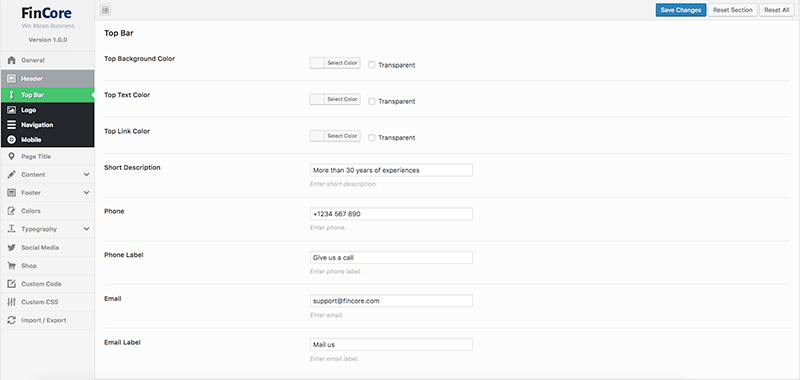 FinCore
We Mean Business
Version 1.0.0
General
Header
Top Bar
Logo
Navigation
Mobile
Page Title
Content
Footer
Colors
Typography
Social Media
Shop
Custom Code
Custom CSS
Import / Export
Save Changes Reset Section Reset All
Top Bar
Top Background Color Select Color Transparent
Top Text Color Select Color Transparent
Top Link Color Select Color Transparent
Short Description More than 30 years of experiences
Enter short description.
Phone +1234 567 890
Enter phone.
Phone Label Give us a call
Enter phone label.
Email support@fincore.com
Enter email.
Email Label Mail us
Enter email label.